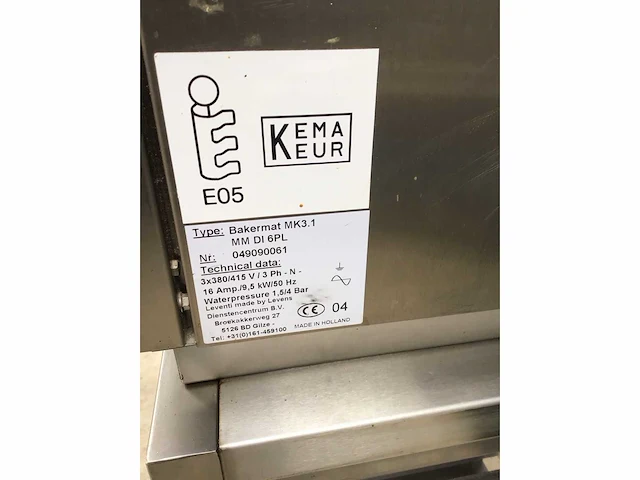 E05
KEMA
KEUR
Type: Bakermat MK3.1
MM DI 6PL
Nr: 049090061
Technical data:
3x380/415 V / 3 Ph - N -
16 Amp./9,5 kW/50 Hz
Waterpressure 1,5/4 Bar
Leventi made by Levens
Dienstencentrum B.V.
Broekakkerweg 27
5126 BD Gilze -
Tel: +31(0)161-459100
CE 04
MADE IN HOLLAND